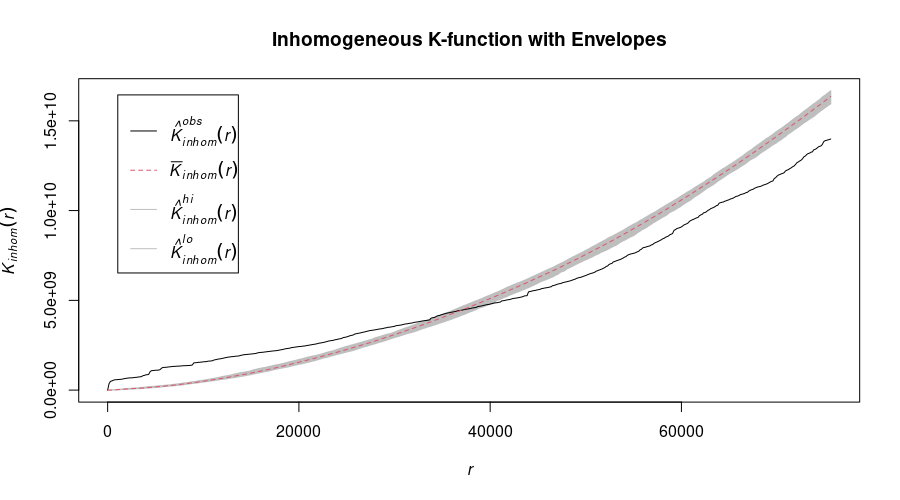 Inhomogeneous K-function with Envelopes
K̂ obs inhom (r)
K̅ inhom (r)
K̂ hi inhom (r)
K̂ lo inhom (r)
K inhom (r)
1.5e+10
1.0e+10
5.0e+09
0.0e+00
0 20000 40000 60000
r